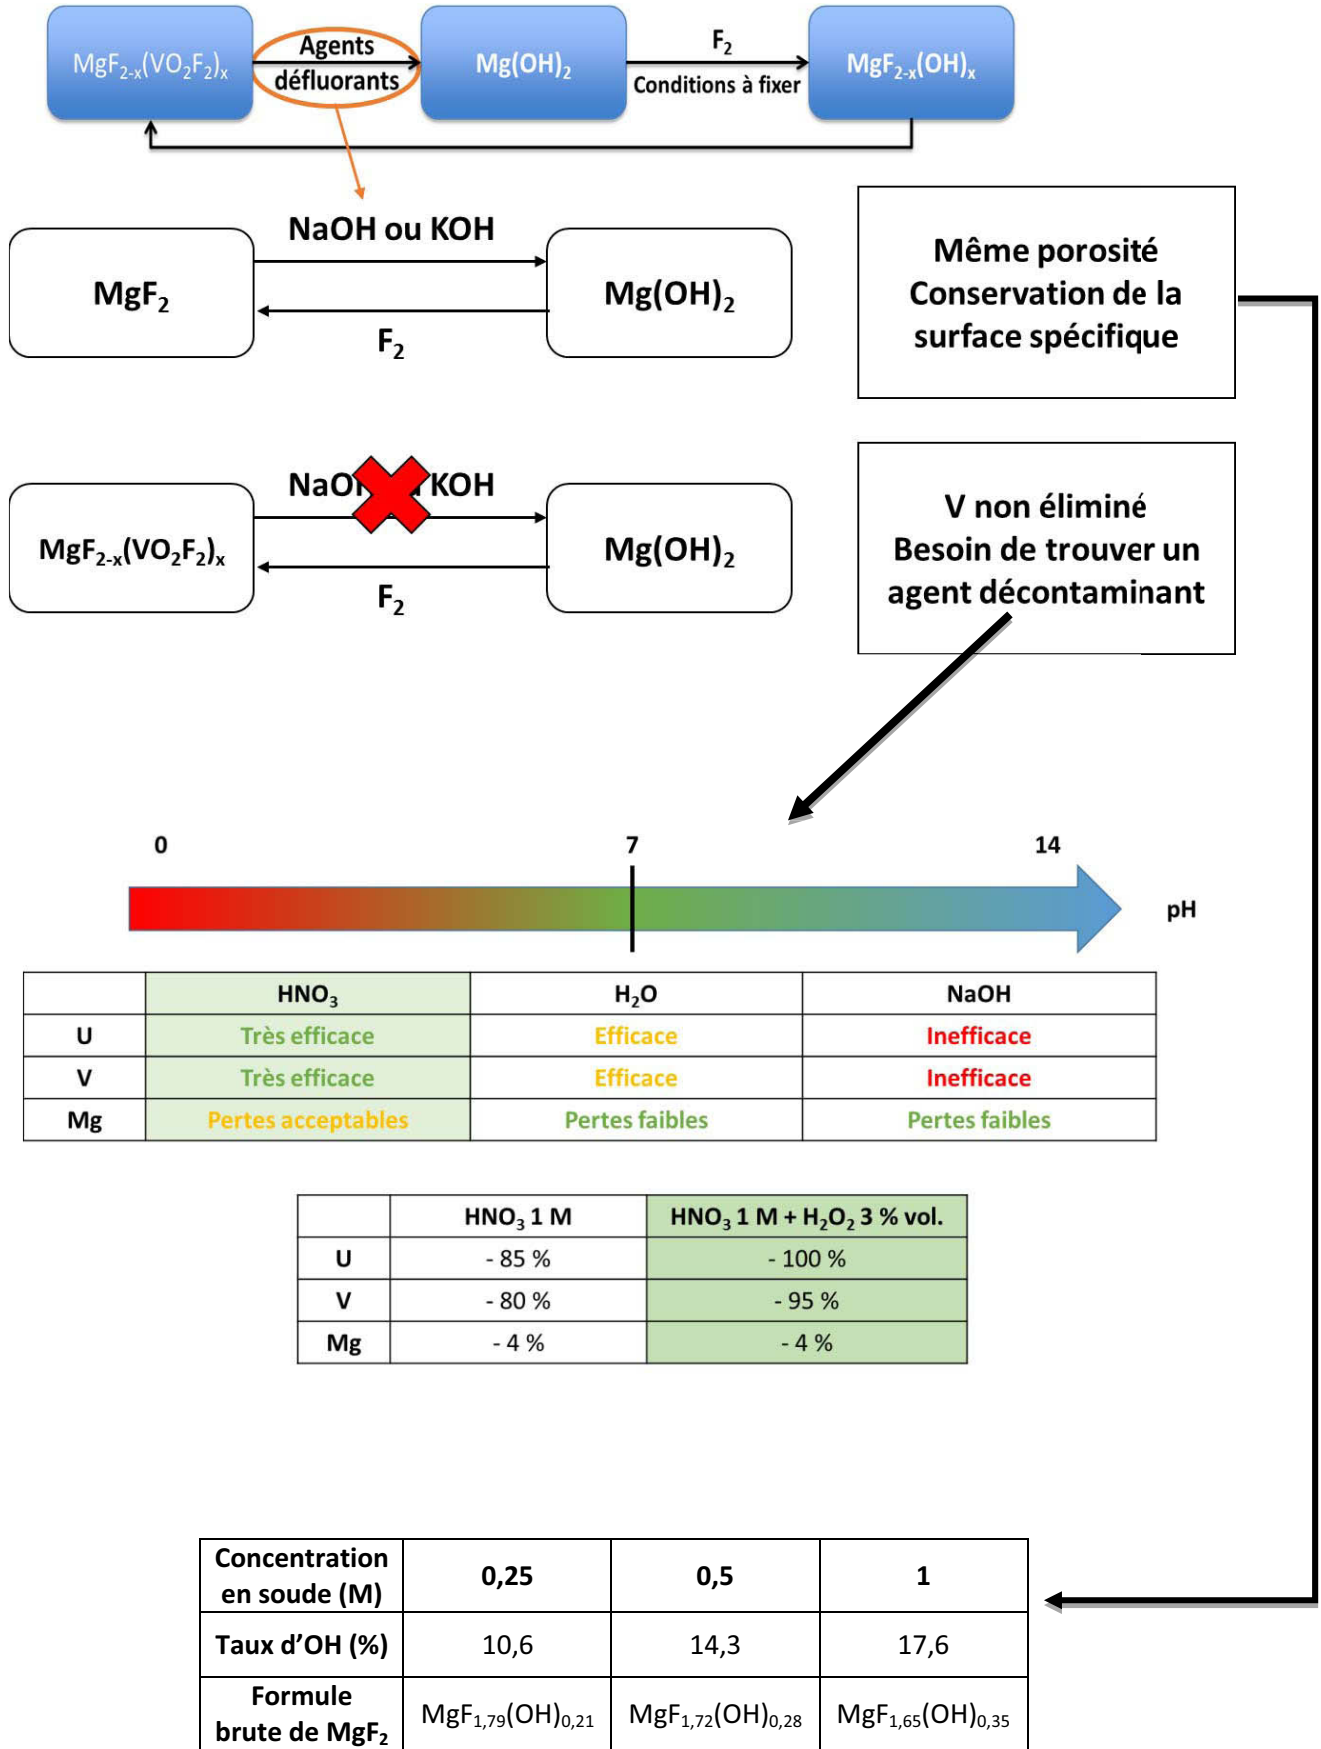 MgF₂₋ₓ(VO₂F₂)ₓ
Agents
défluorants
Mg(OH)₂
F₂
Conditions à fixer
MgF₂₋ₓ(OH)ₓ
NaOH ou KOH
MgF₂
Mg(OH)₂
F₂
Même porosité
Conservation de la
surface spécifique
NaOH KOH
MgF₂₋ₓ(VO₂F₂)ₓ
Mg(OH)₂
F₂
V non éliminé
Besoin de trouver un
agent décontaminant
0 7 14
pH
HNO₃ H₂O NaOH
U Très efficace Efficace Inefficace
V Très efficace Efficace Inefficace
Mg Pertes acceptables Pertes faibles Pertes faibles
HNO₃ 1 M HNO₃ 1 M + H₂O₂ 3 % vol.
U - 85 % - 100 %
V - 80 % - 95 %
Mg - 4 % - 4 %
Concentration
en soude (M) 0,25 0,5 1
Taux d'OH (%) 10,6 14,3 17,6
Formule
brute de MgF₂ MgF₁,₇₉(OH)₀,₂₁ MgF₁,₇₂(OH)₀,₂₈ MgF₁,₆₅(OH)₀,₃₅